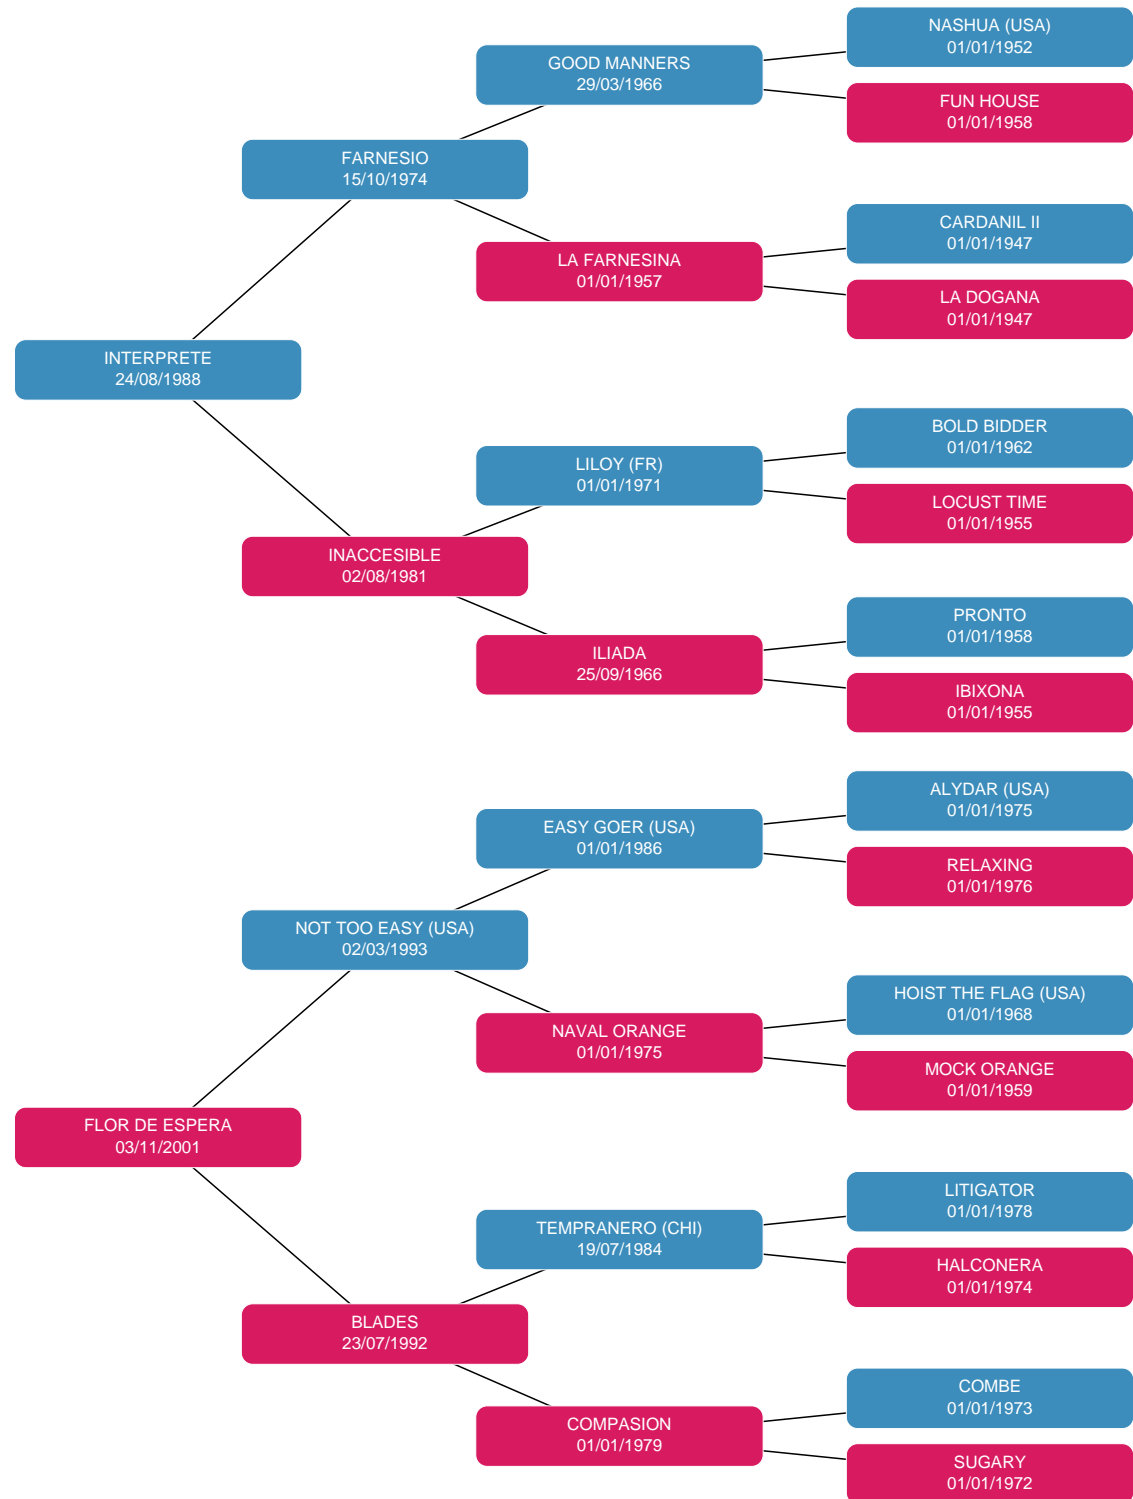 NASHUA (USA)
01/01/1952
GOOD MANNERS
29/03/1966
FUN HOUSE
01/01/1958
FARNESIO
15/10/1974
CARDANIL II
01/01/1947
LA FARNESINA
01/01/1957
LA DOGANA
01/01/1947
INTERPRETE
24/08/1988
BOLD BIDDER
01/01/1962
LILOY (FR)
01/01/1971
LOCUST TIME
01/01/1955
INACCESIBLE
02/08/1981
PRONTO
01/01/1958
ILIADA
25/09/1966
IBIXONA
01/01/1955
ALYDAR (USA)
01/01/1975
EASY GOER (USA)
01/01/1986
RELAXING
01/01/1976
NOT TOO EASY (USA)
02/03/1993
HOIST THE FLAG (USA)
01/01/1968
NAVAL ORANGE
01/01/1975
MOCK ORANGE
01/01/1959
FLOR DE ESPERA
03/11/2001
LITIGATOR
01/01/1978
TEMPRANERO (CHI)
19/07/1984
HALCONERA
01/01/1974
BLADES
23/07/1992
COMBE
01/01/1973
COMPASION
01/01/1979
SUGARY
01/01/1972